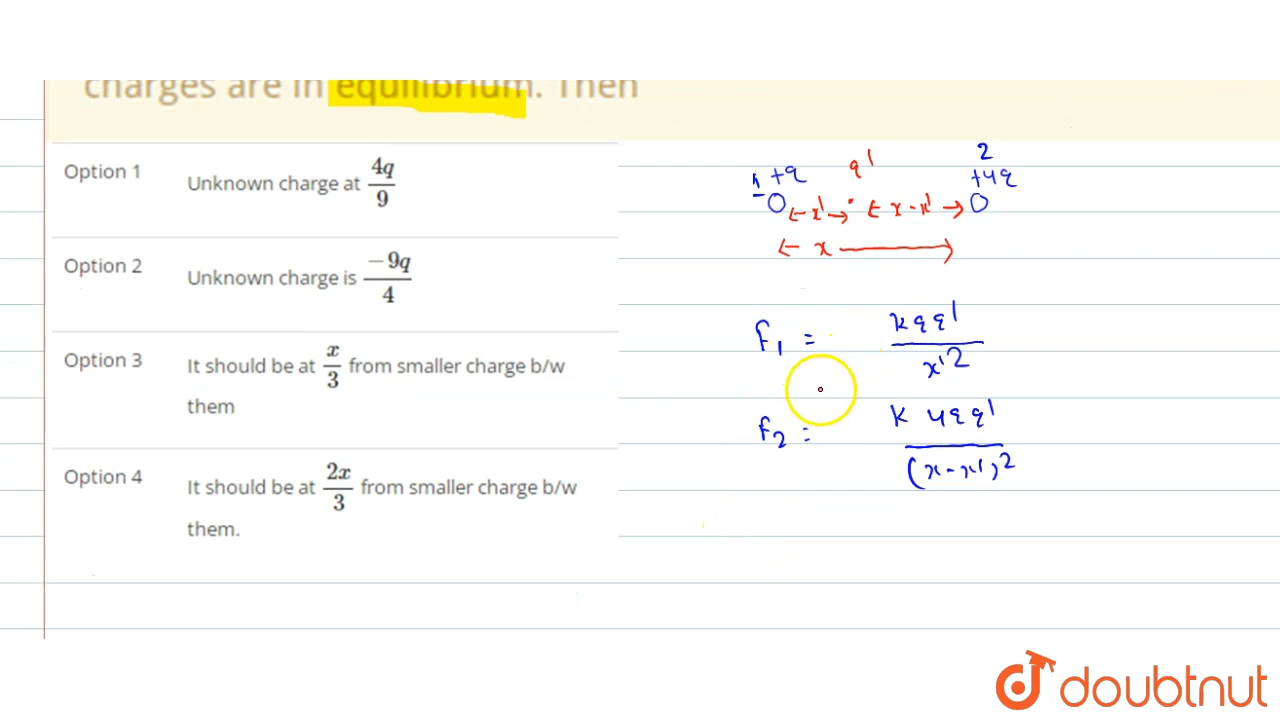 charges are in equilibrium. Then
Option 1 Unknown charge at 4q/9
Option 2 Unknown charge is −9q/4
Option 3 It should be at x/3 from smaller charge b/w
them
Option 4 It should be at 2x/3 from smaller charge b/w
them.
1 +q q' 2 +4q
← x' → ← x-x' →
← x →
F₁ = kqq'/x'²
F₂ = k4qq'/(x-x')²
doubtnut